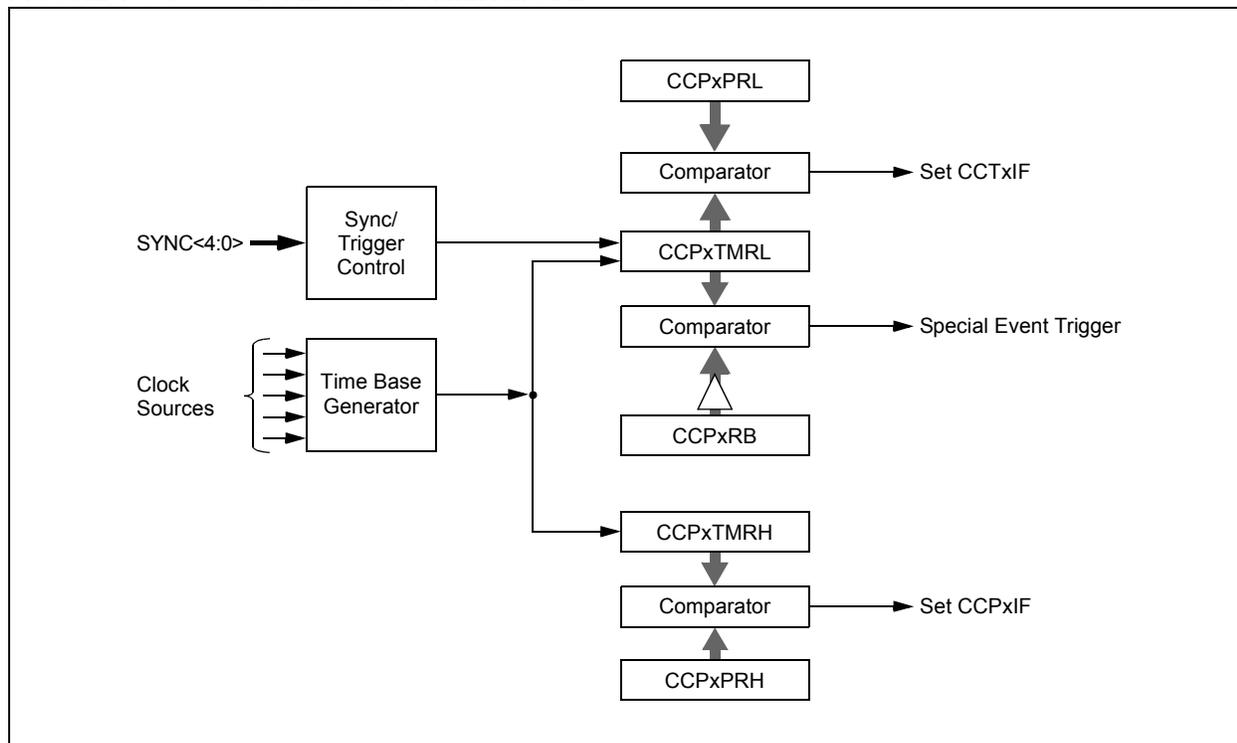 CCPxPRL
Comparator
Set CCTxIF
SYNC<4:0>
Sync/
Trigger
Control
CCPxTMRL
Comparator
Special Event Trigger
Clock
Sources
Time Base
Generator
CCPxRB
CCPxTMRH
Comparator
Set CCPxIF
CCPxPRH